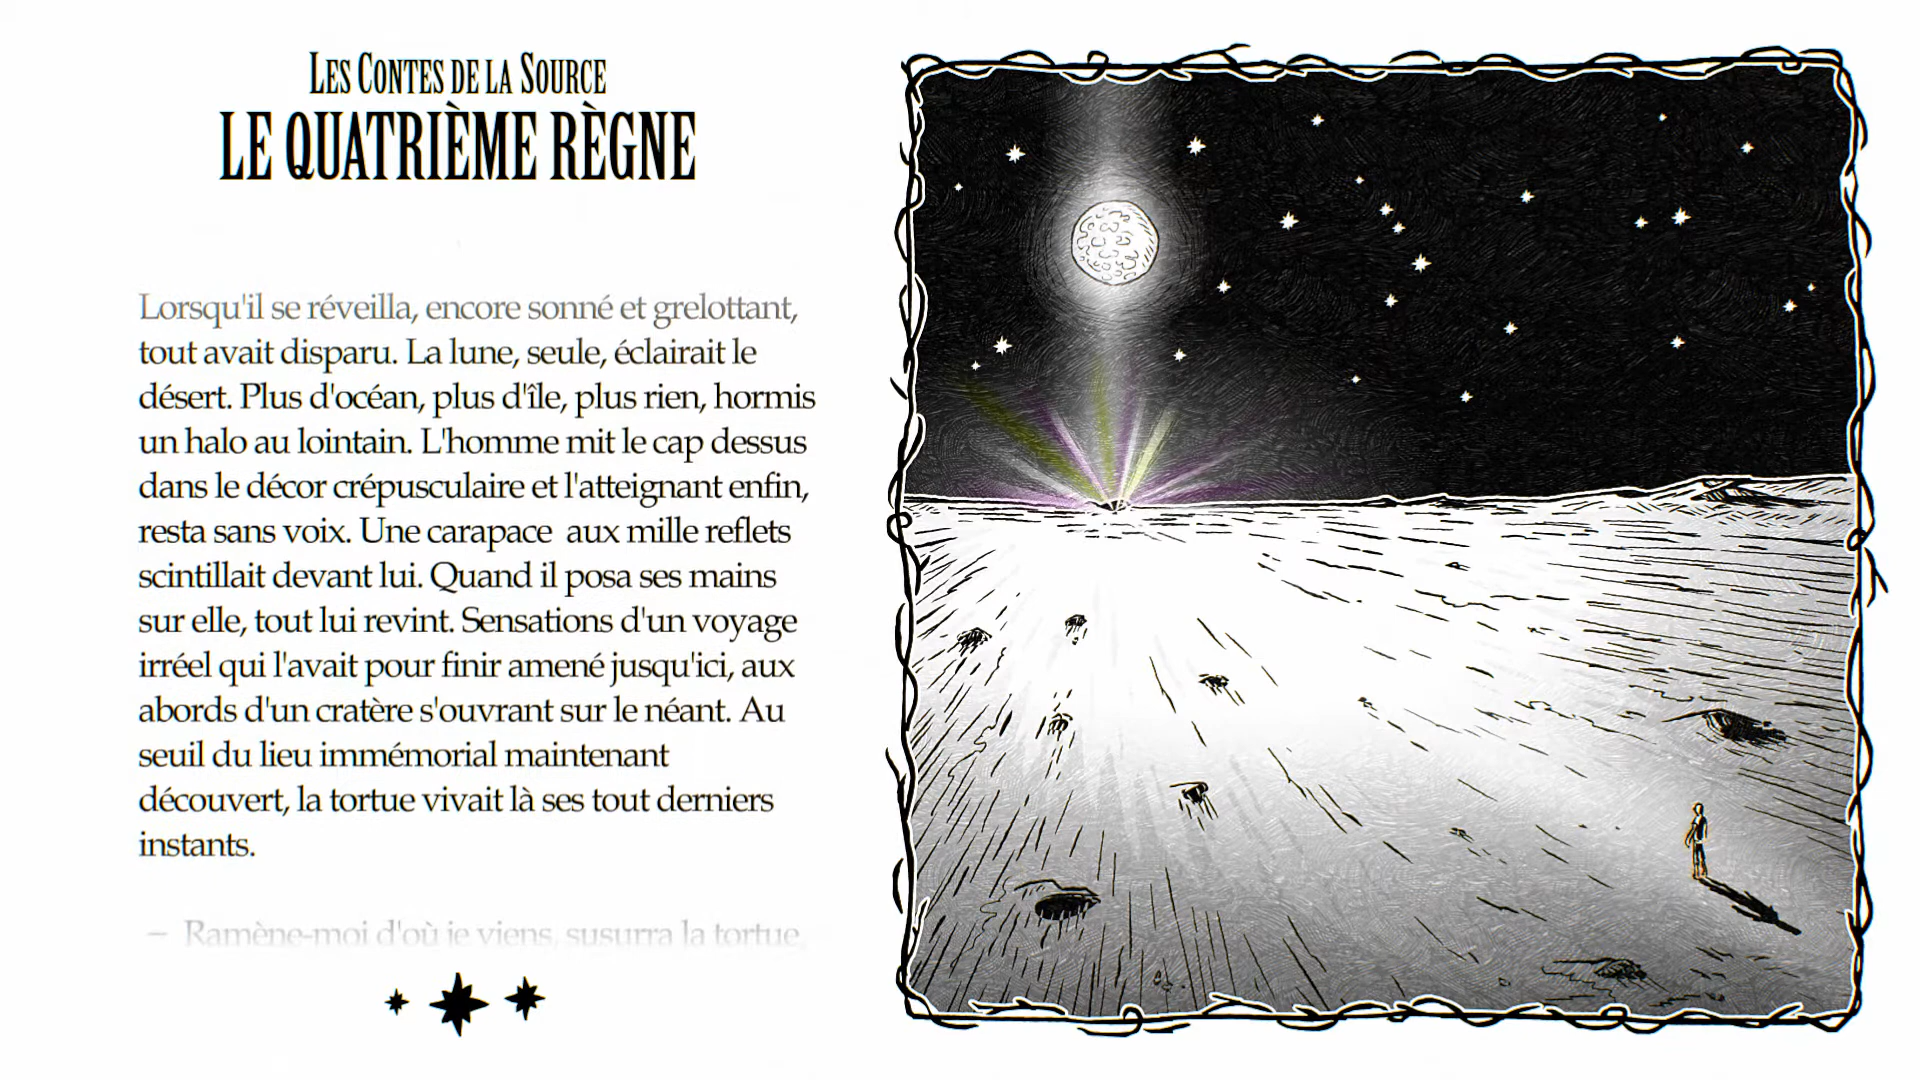 Les Contes de la Source
LE QUATRIÈME RÈGNE
Lorsqu'il se réveilla, encore sonné et grelottant,
tout avait disparu. La lune, seule, éclairait le
désert. Plus d'océan, plus d'île, plus rien, hormis
un halo au lointain. L'homme mit le cap dessus
dans le décor crépusculaire et l'atteignant enfin,
resta sans voix. Une carapace  aux mille reflets
scintillait devant lui. Quand il posa ses mains
sur elle, tout lui revint. Sensations d'un voyage
irréel qui l'avait pour finir amené jusqu'ici, aux
abords d'un cratère s'ouvrant sur le néant. Au
seuil du lieu immémorial maintenant
découvert, la tortue vivait là ses tout derniers
instants.
– Ramène-moi d'où je viens, susurra la tortue